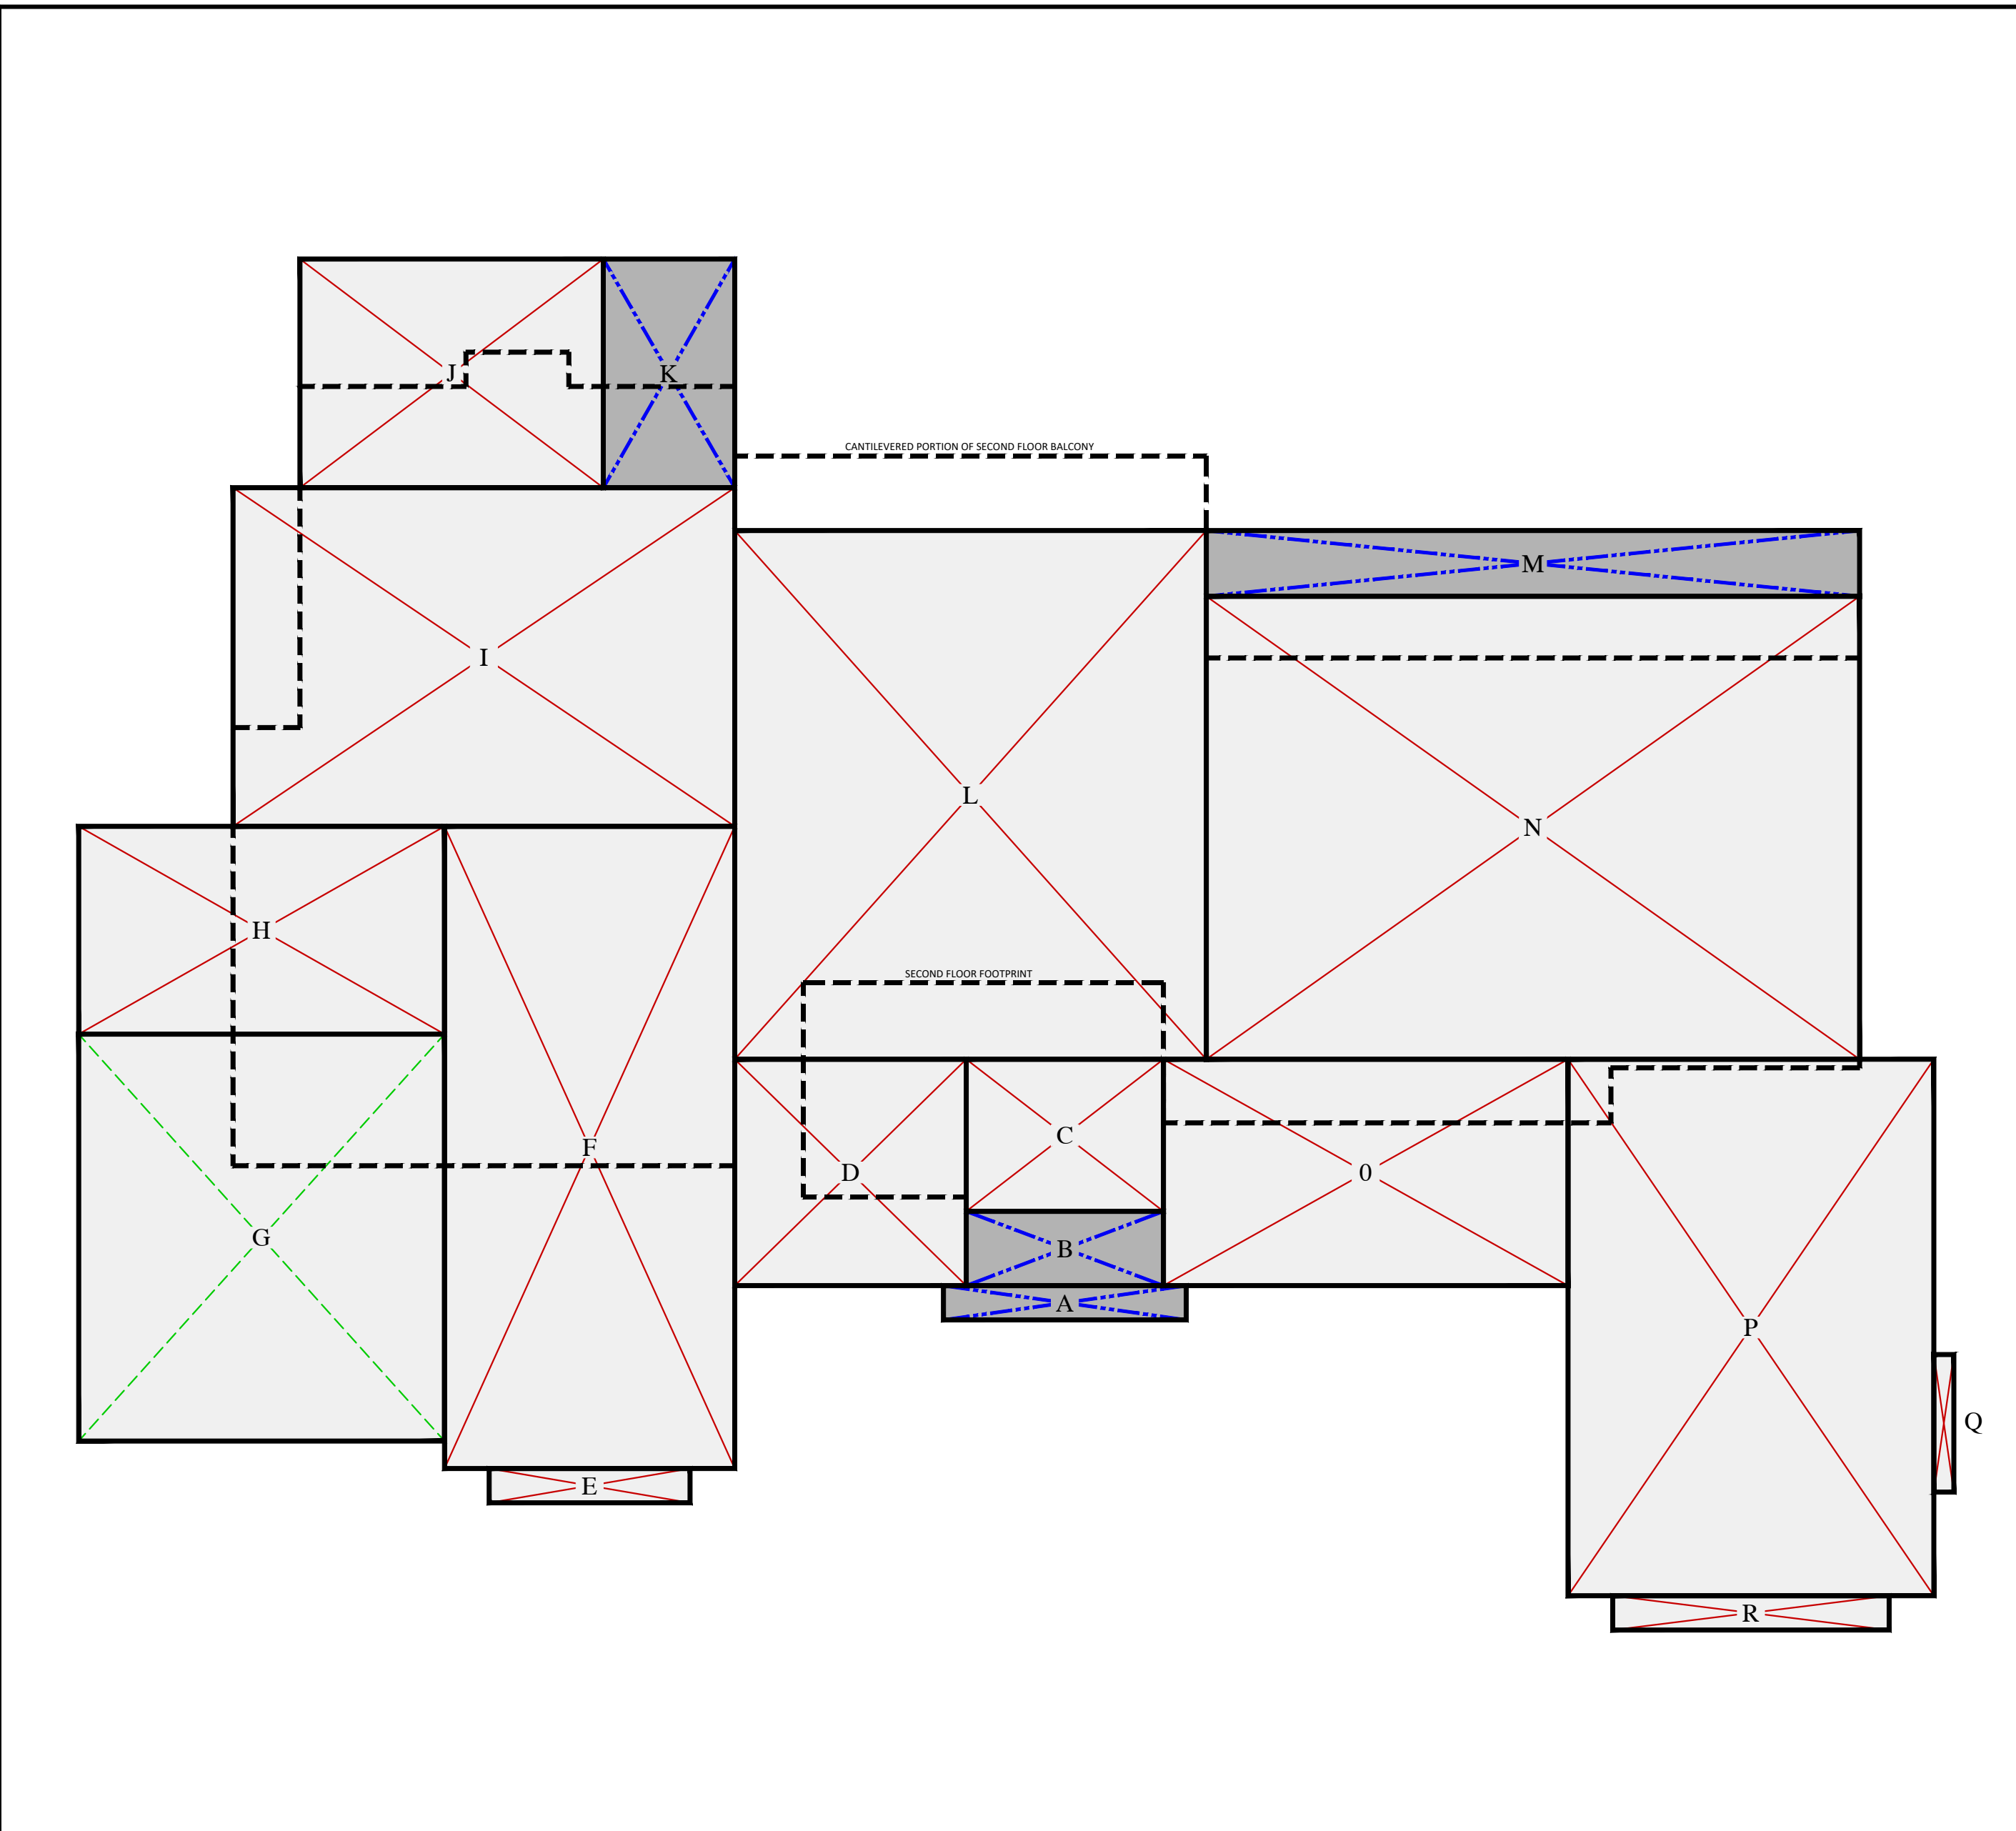 J
K
CANTILEVERED PORTION OF SECOND FLOOR BALCONY
M
I
L
N
H
SECOND FLOOR FOOTPRINT
F
C
D
0
G
B
A
P
Q
E
R